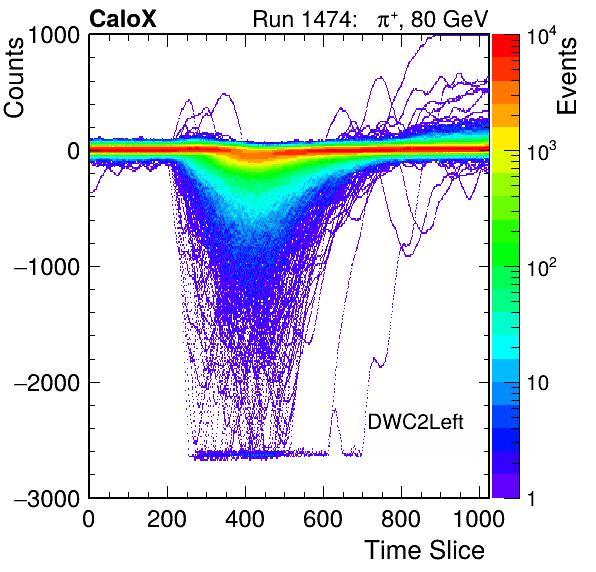 CaloX Run 1474: π⁺, 80 GeV
Counts
Events
1000
0
−1000
−2000
−3000
0 200 400 600 800 1000
Time Slice
DWC2Left
10⁴
10³
10²
10
1